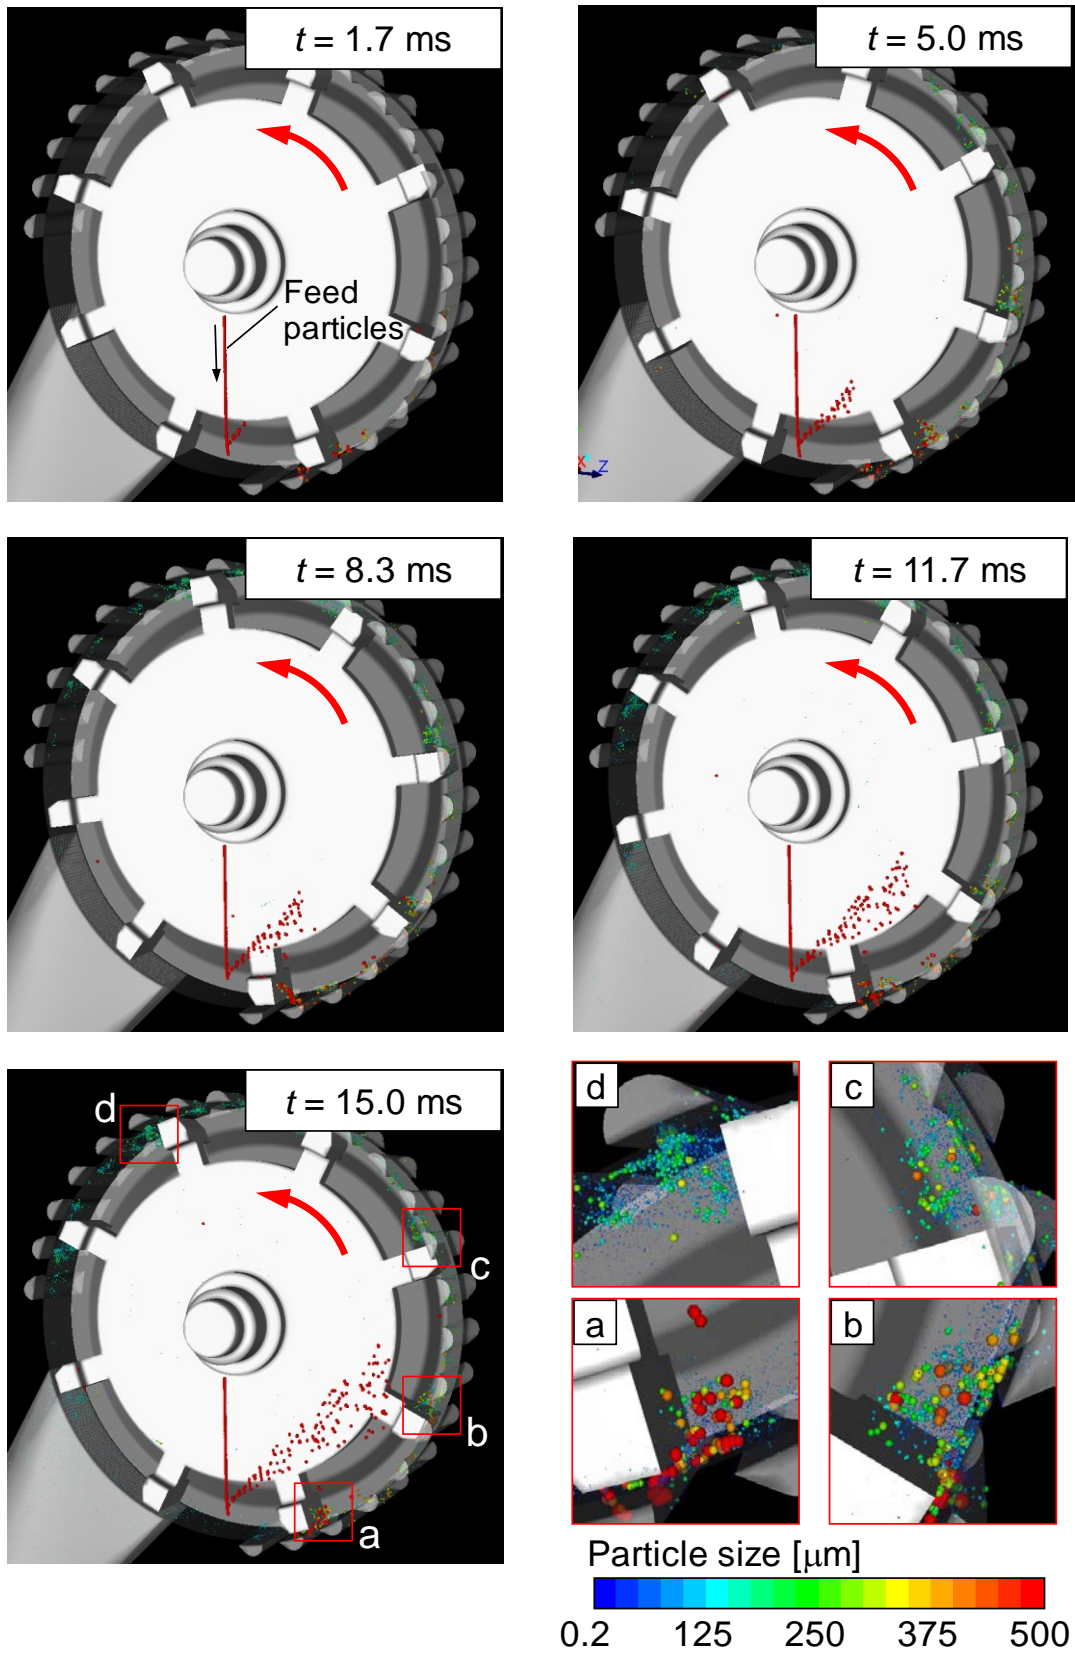 t = 1.7 ms
t = 5.0 ms
Feed
particles
X
Z
t = 8.3 ms
t = 11.7 ms
t = 15.0 ms
d
c
b
a
d
c
a
b
Particle size [μm]
0.2 125 250 375 500